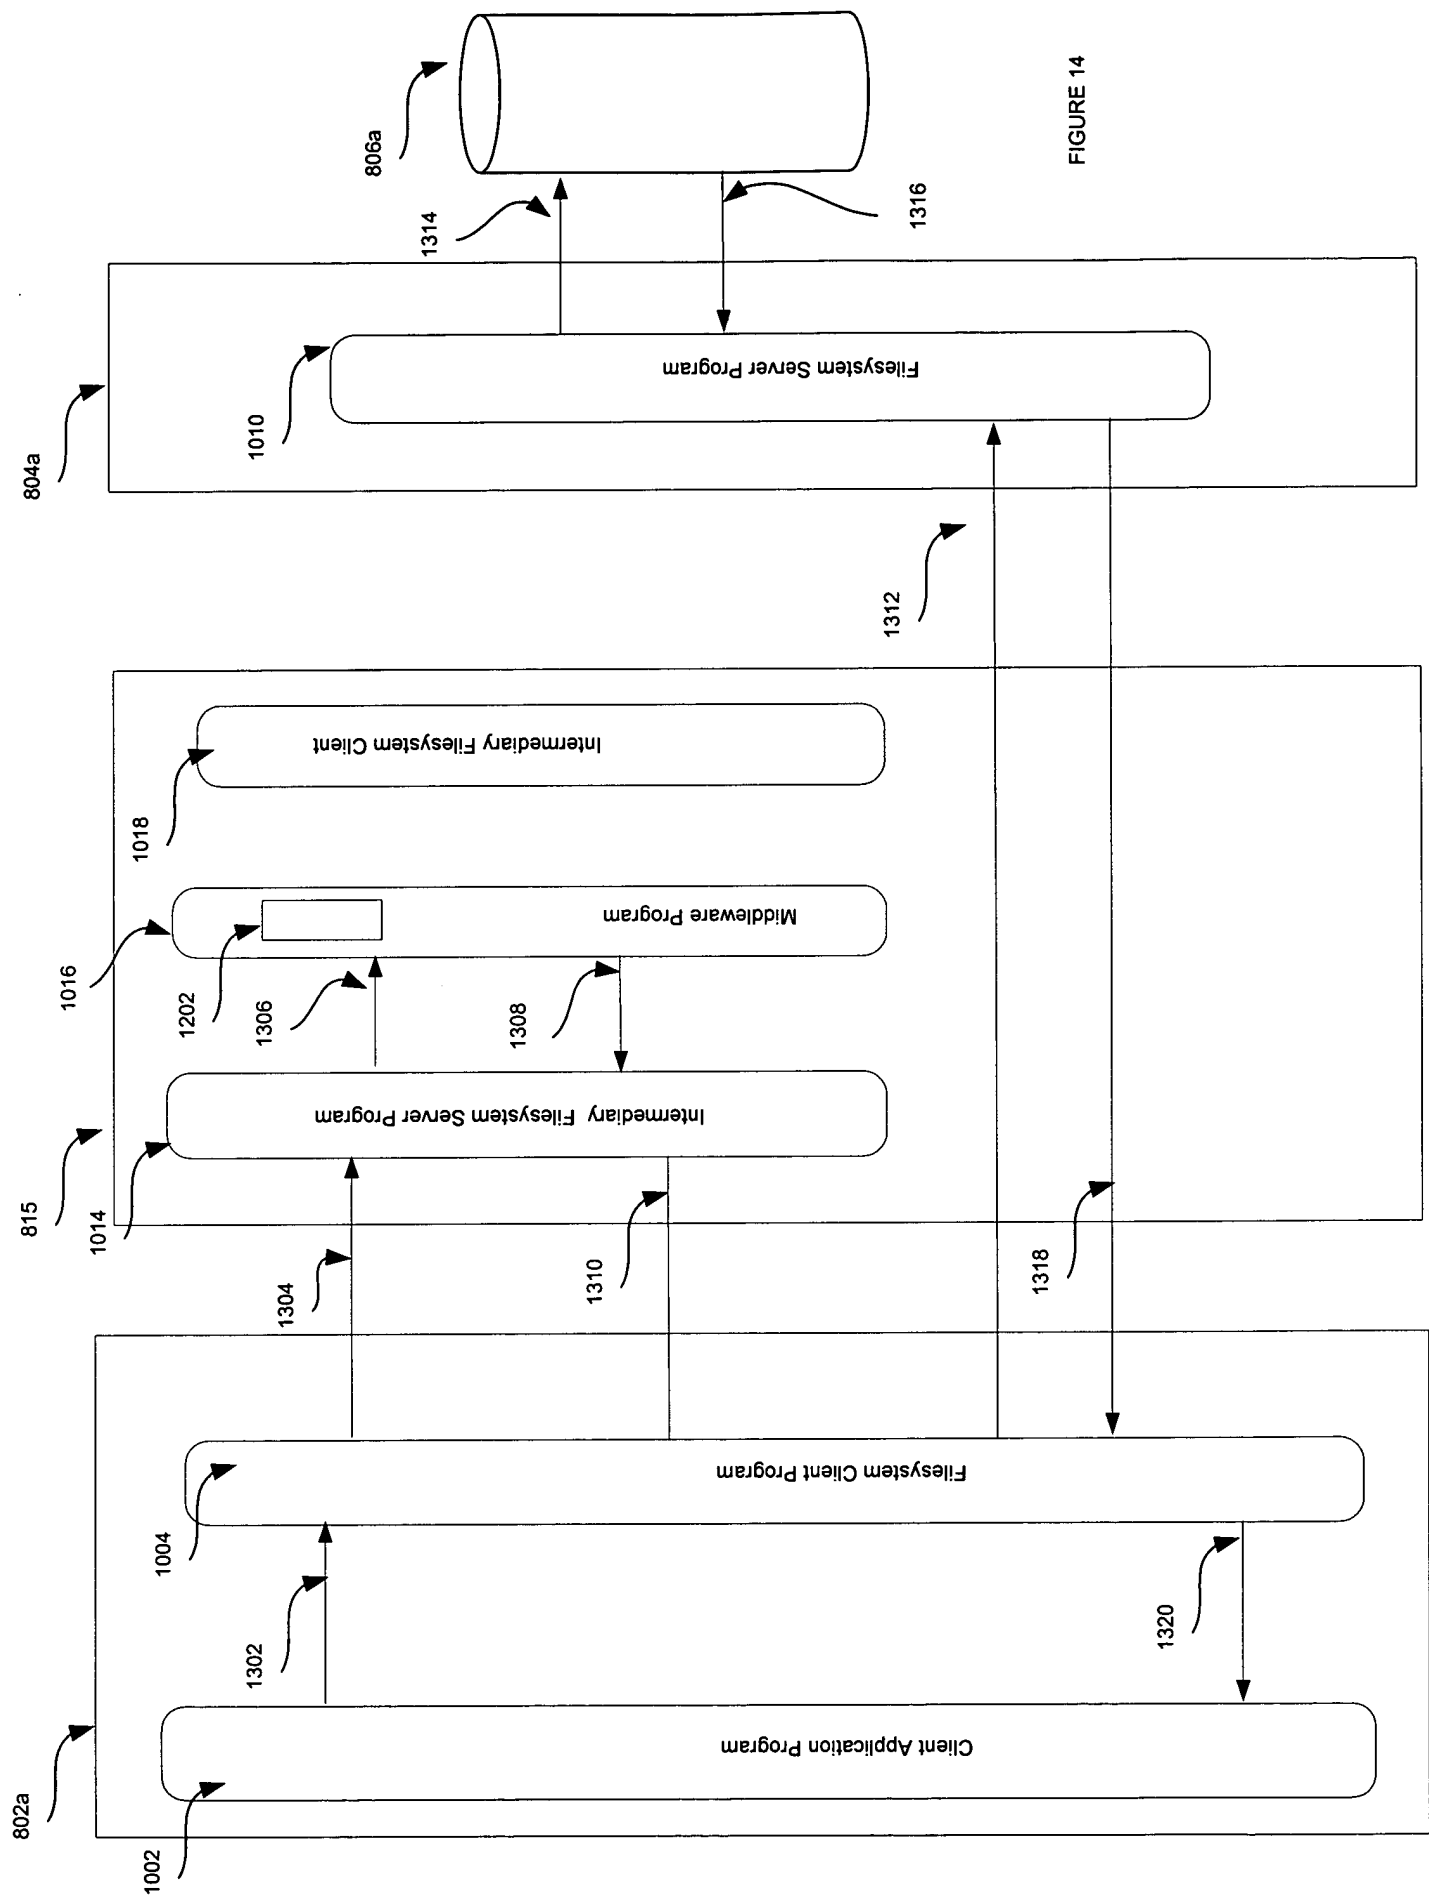 802a
1002
Client Application Program
1302
1320
1004
Filesystem Client Program
815
1304
1310
1318
1014
Intermediary Filesystem Server Program
1306
1308
1016
1202
Middleware Program
1018
Intermediary Filesystem Client
1312
804a
1010
Filesystem Server Program
1314
1316
806a
FIGURE 14